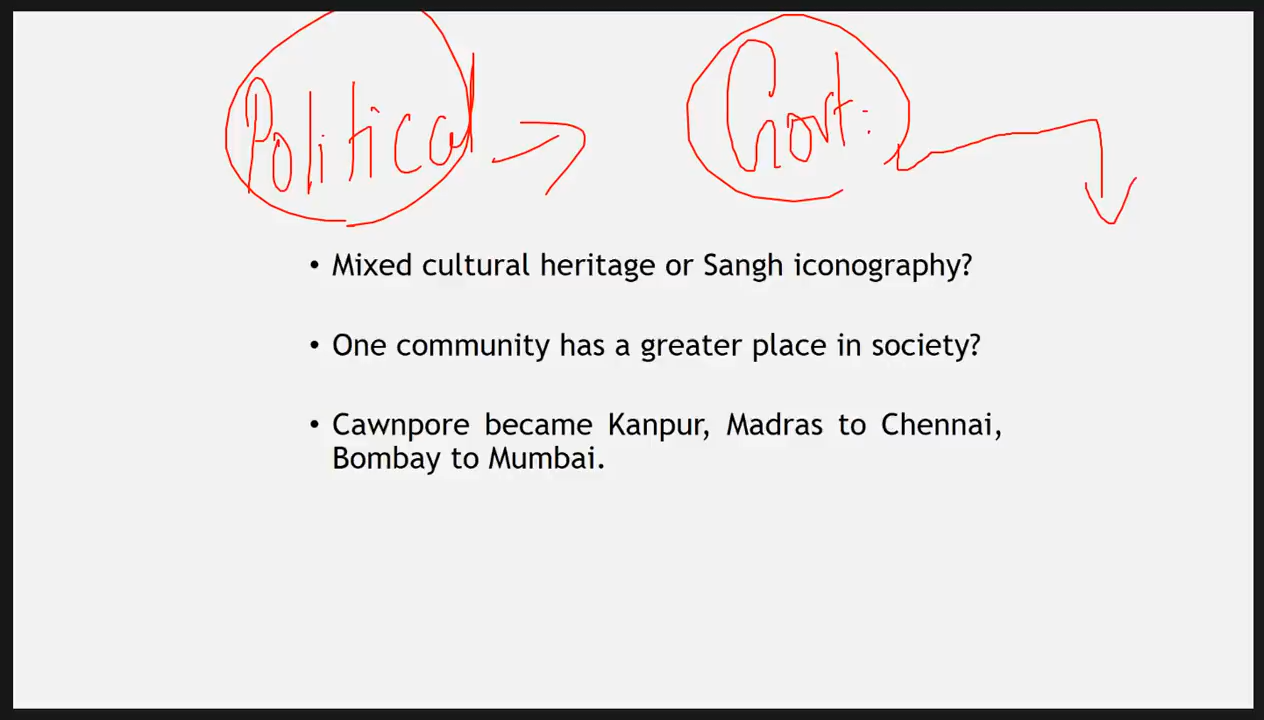 Political Govt.
• Mixed cultural heritage or Sangh iconography?
• One community has a greater place in society?
• Cawnpore became Kanpur, Madras to Chennai,
Bombay to Mumbai.